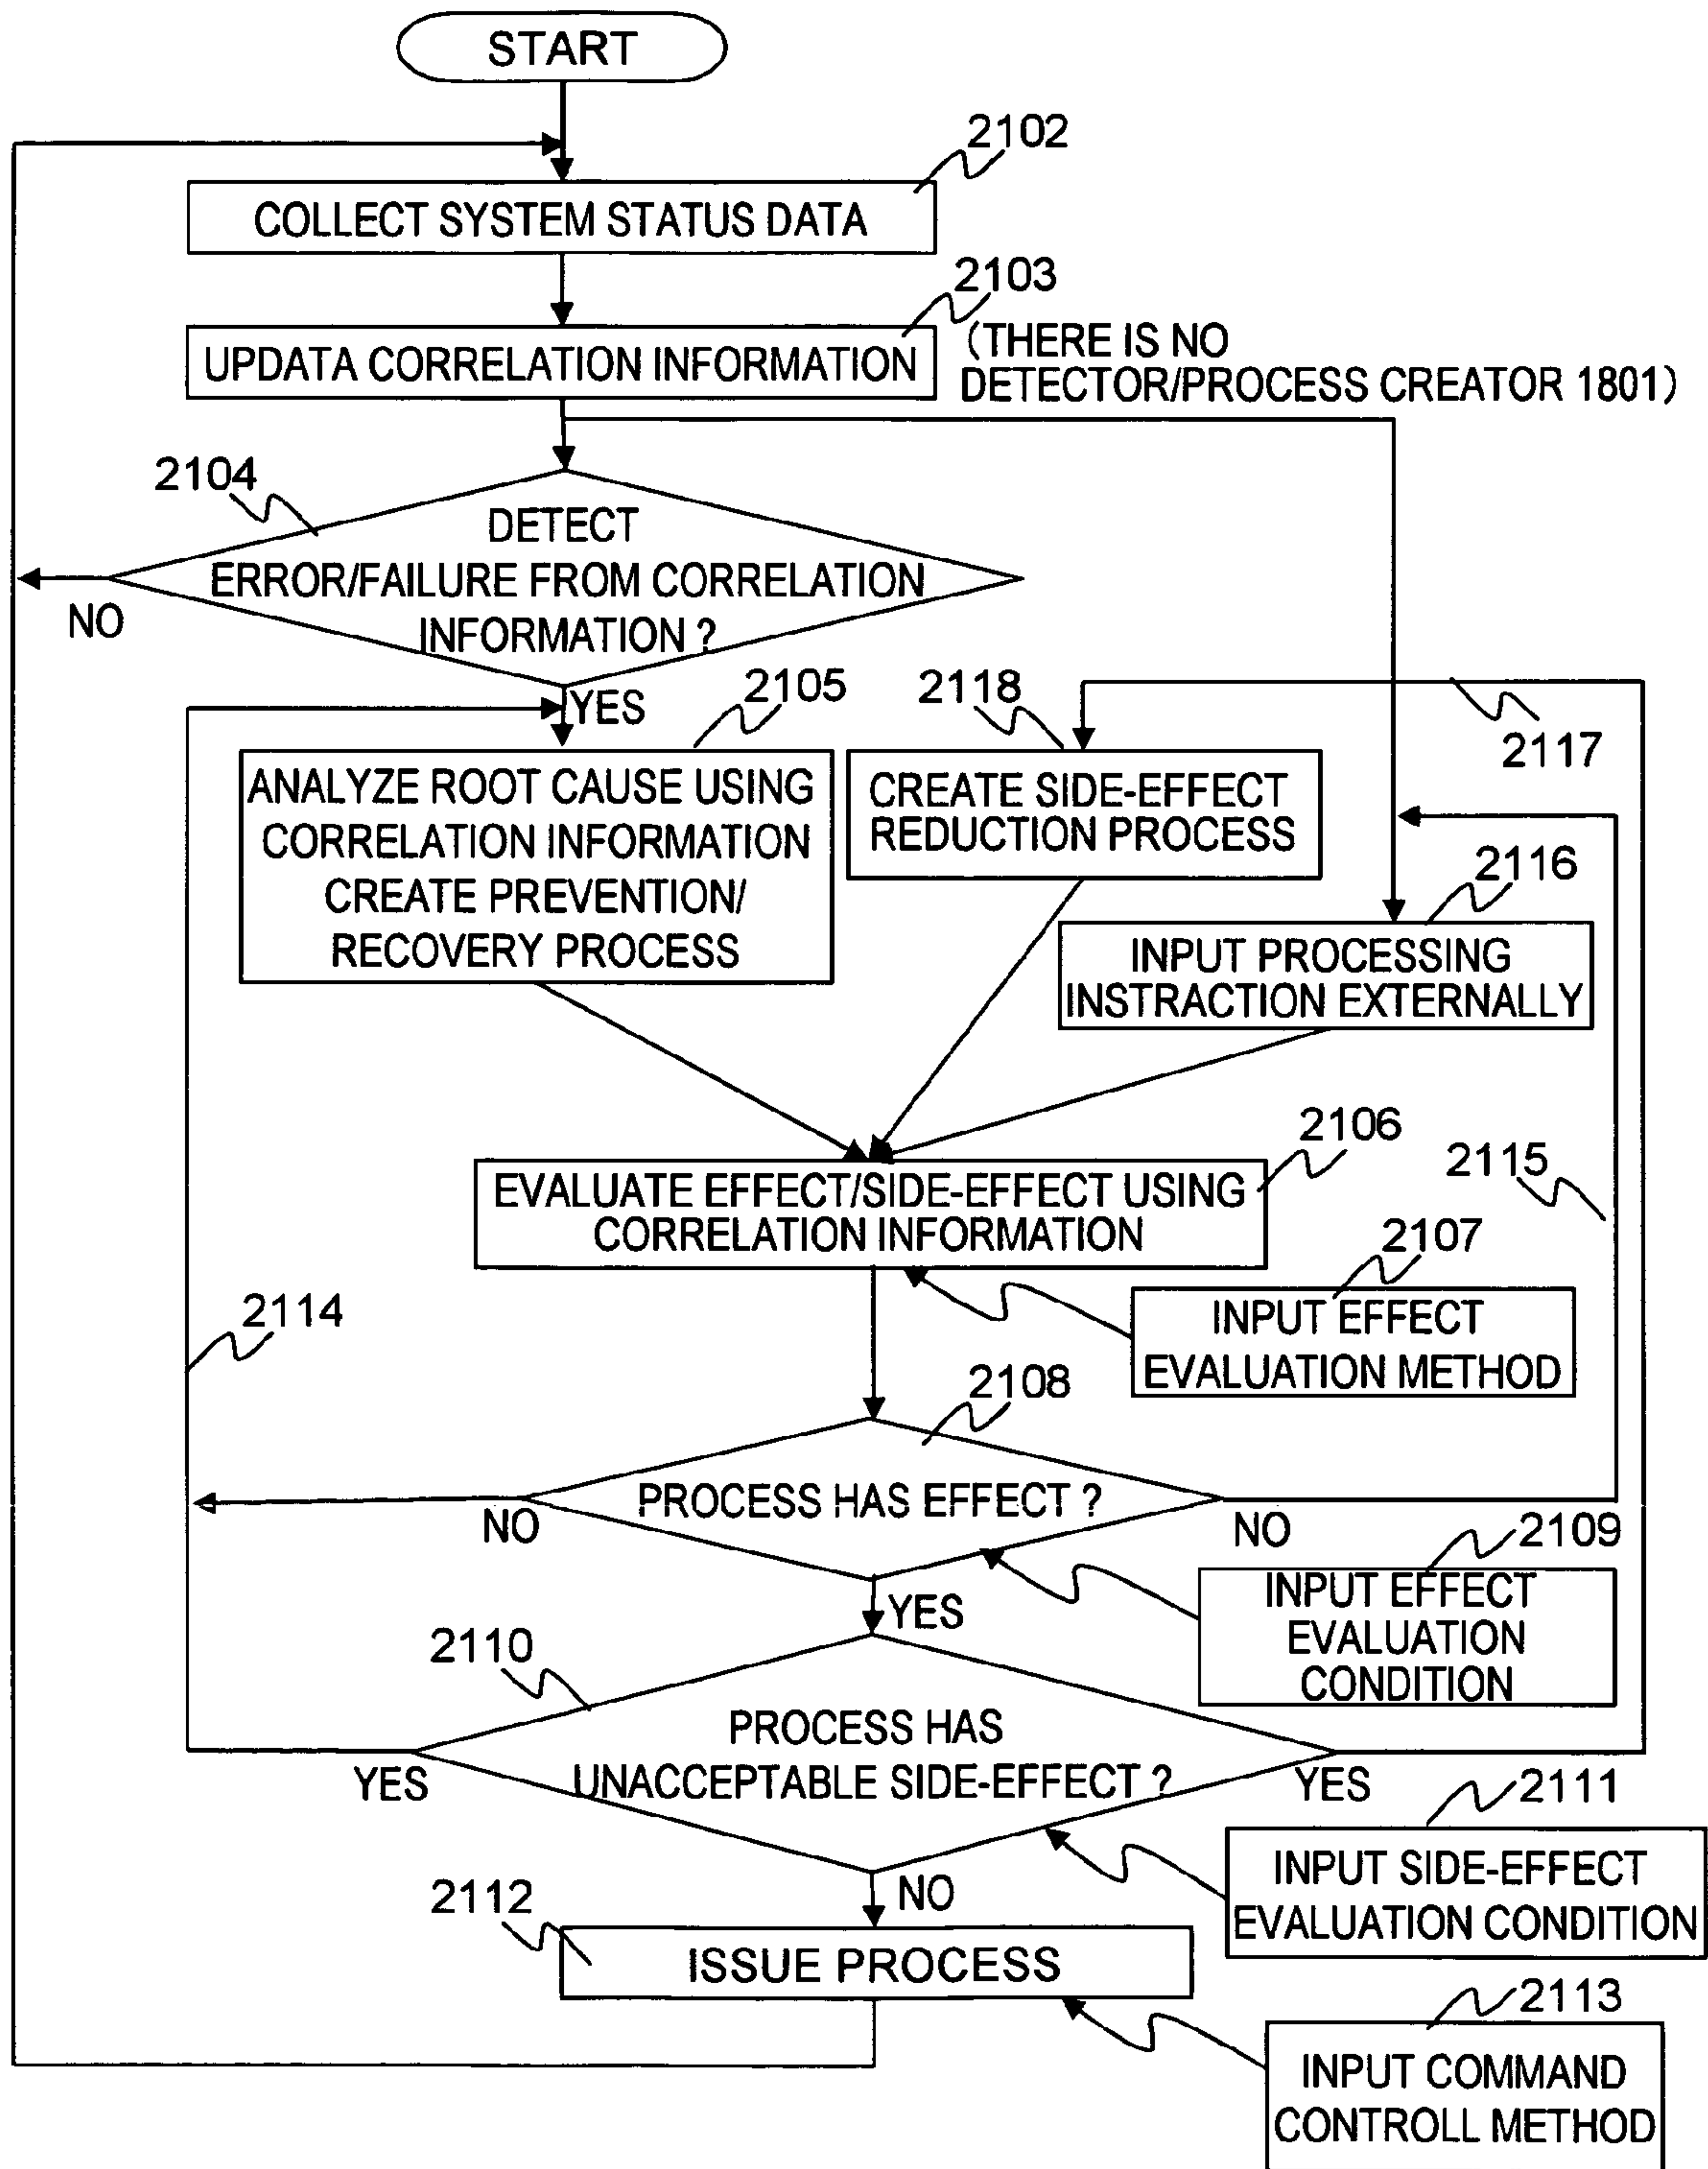 START
2102
COLLECT SYSTEM STATUS DATA
2103
UPDATA CORRELATION INFORMATION
(THERE IS NO
DETECTOR/PROCESS CREATOR 1801)
2104
DETECT
ERROR/FAILURE FROM CORRELATION
INFORMATION ?
NO
YES
2105
2118
2117
ANALYZE ROOT CAUSE USING
CORRELATION INFORMATION
CREATE PREVENTION/
RECOVERY PROCESS
CREATE SIDE-EFFECT
REDUCTION PROCESS
2116
INPUT PROCESSING
INSTRACTION EXTERNALLY
2106
2115
EVALUATE EFFECT/SIDE-EFFECT USING
CORRELATION INFORMATION
2107
INPUT EFFECT
EVALUATION METHOD
2114
2108
PROCESS HAS EFFECT ?
NO
NO
2109
INPUT EFFECT
EVALUATION
CONDITION
YES
2110
PROCESS HAS
UNACCEPTABLE SIDE-EFFECT ?
YES
YES
2111
INPUT SIDE-EFFECT
EVALUATION CONDITION
NO
2112
ISSUE PROCESS
2113
INPUT COMMAND
CONTROLL METHOD